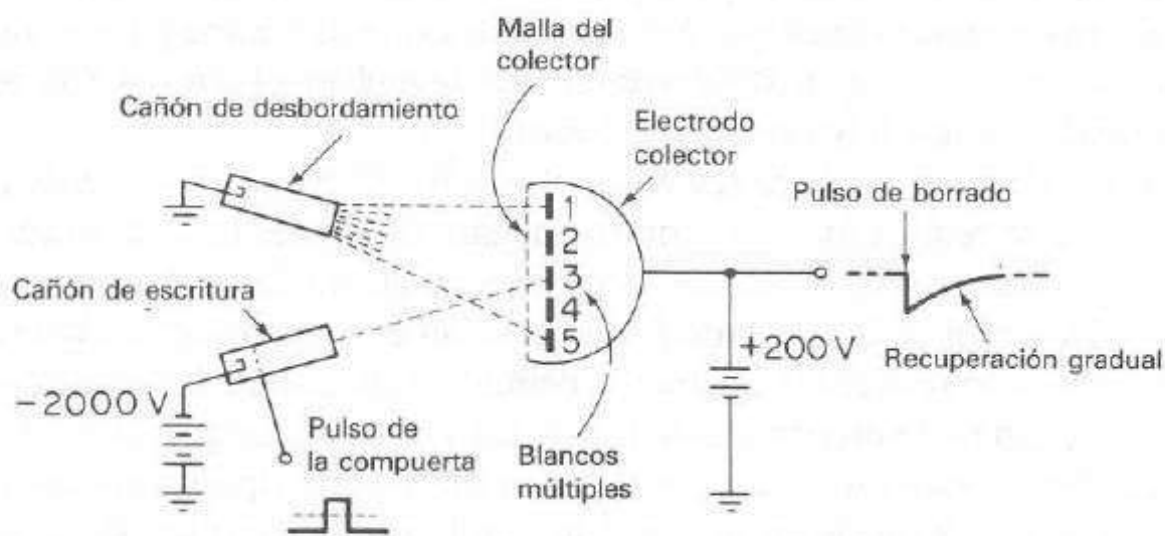 Malla del
colector
Cañón de desbordamiento
Electrodo
colector
Pulso de borrado
1
2
3
4
5
Cañón de escritura
+200 V
Recuperación gradual
−2000 V
Pulso de
la compuerta
Blancos
múltiples